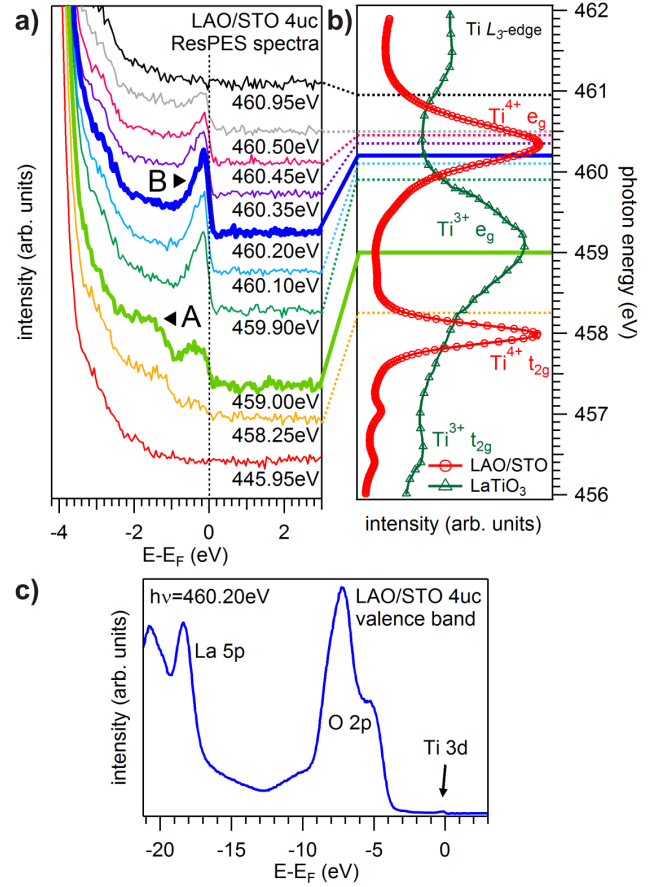 a)
LAO/STO 4uc
ResPES spectra
460.95eV
460.50eV
460.45eV
460.35eV
B
460.20eV
460.10eV
459.90eV
A
459.00eV
458.25eV
445.95eV
intensity (arb. units)
-4 -2 0 2
E-E_F (eV)
b)
Ti L₃-edge
Ti⁴⁺ e_g
Ti³⁺ e_g
Ti⁴⁺ t₂g
Ti³⁺ t₂g
LAO/STO
LaTiO₃
462
461
460
459
458
457
456
photon energy (eV)
intensity (arb. units)
c)
hν=460.20eV
LAO/STO 4uc
valence band
La 5p
O 2p
Ti 3d
intensity (arb. units)
-20 -15 -10 -5 0
E-E_F (eV)